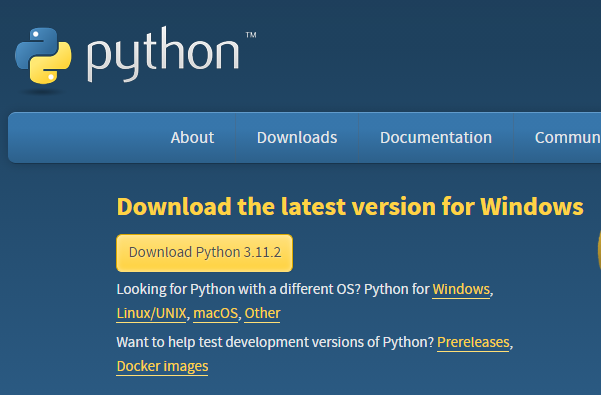 python™
About Downloads Documentation Commun
Download the latest version for Windows
Download Python 3.11.2
Looking for Python with a different OS? Python for Windows,
Linux/UNIX, macOS, Other
Want to help test development versions of Python? Prereleases,
Docker images